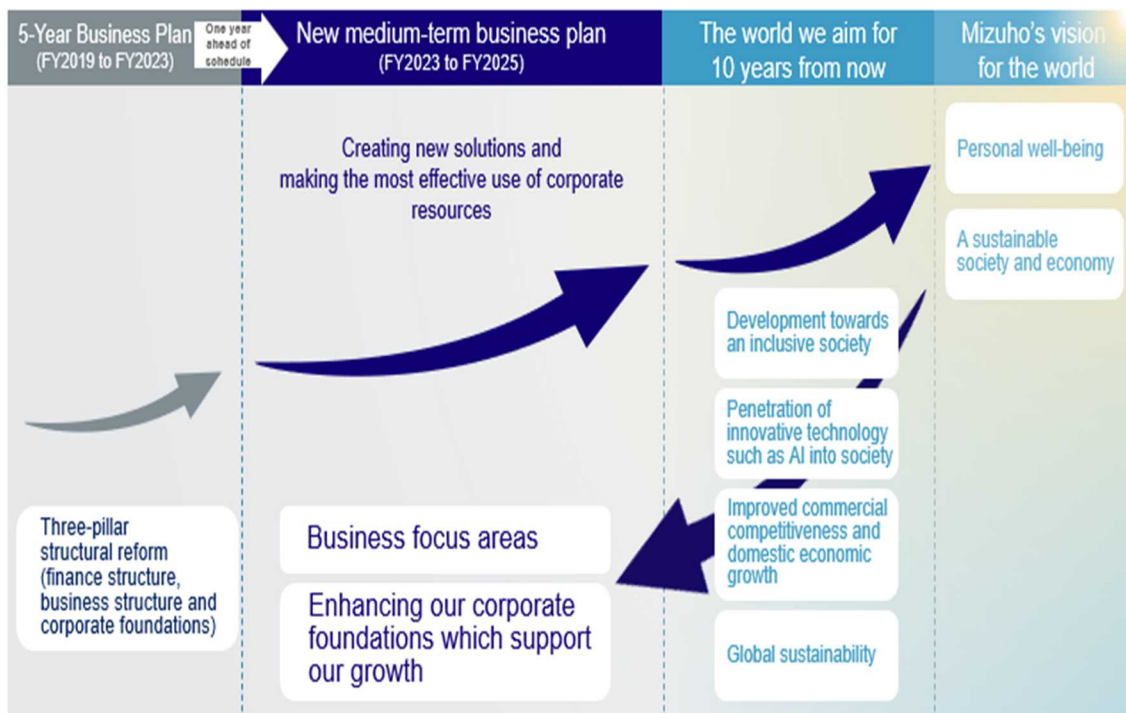 5-Year Business Plan
(FY2019 to FY2023)
One year
ahead of
schedule
New medium-term business plan
(FY2023 to FY2025)
The world we aim for
10 years from now
Mizuho's vision
for the world
Creating new solutions and
making the most effective use of corporate
resources
Personal well-being
A sustainable
society and economy
Development towards
an inclusive society
Penetration of
innovative technology
such as AI into society
Improved commercial
competitiveness and
domestic economic
growth
Global sustainability
Three-pillar
structural reform
(finance structure,
business structure and
corporate foundations)
Business focus areas
Enhancing our corporate
foundations which support
our growth